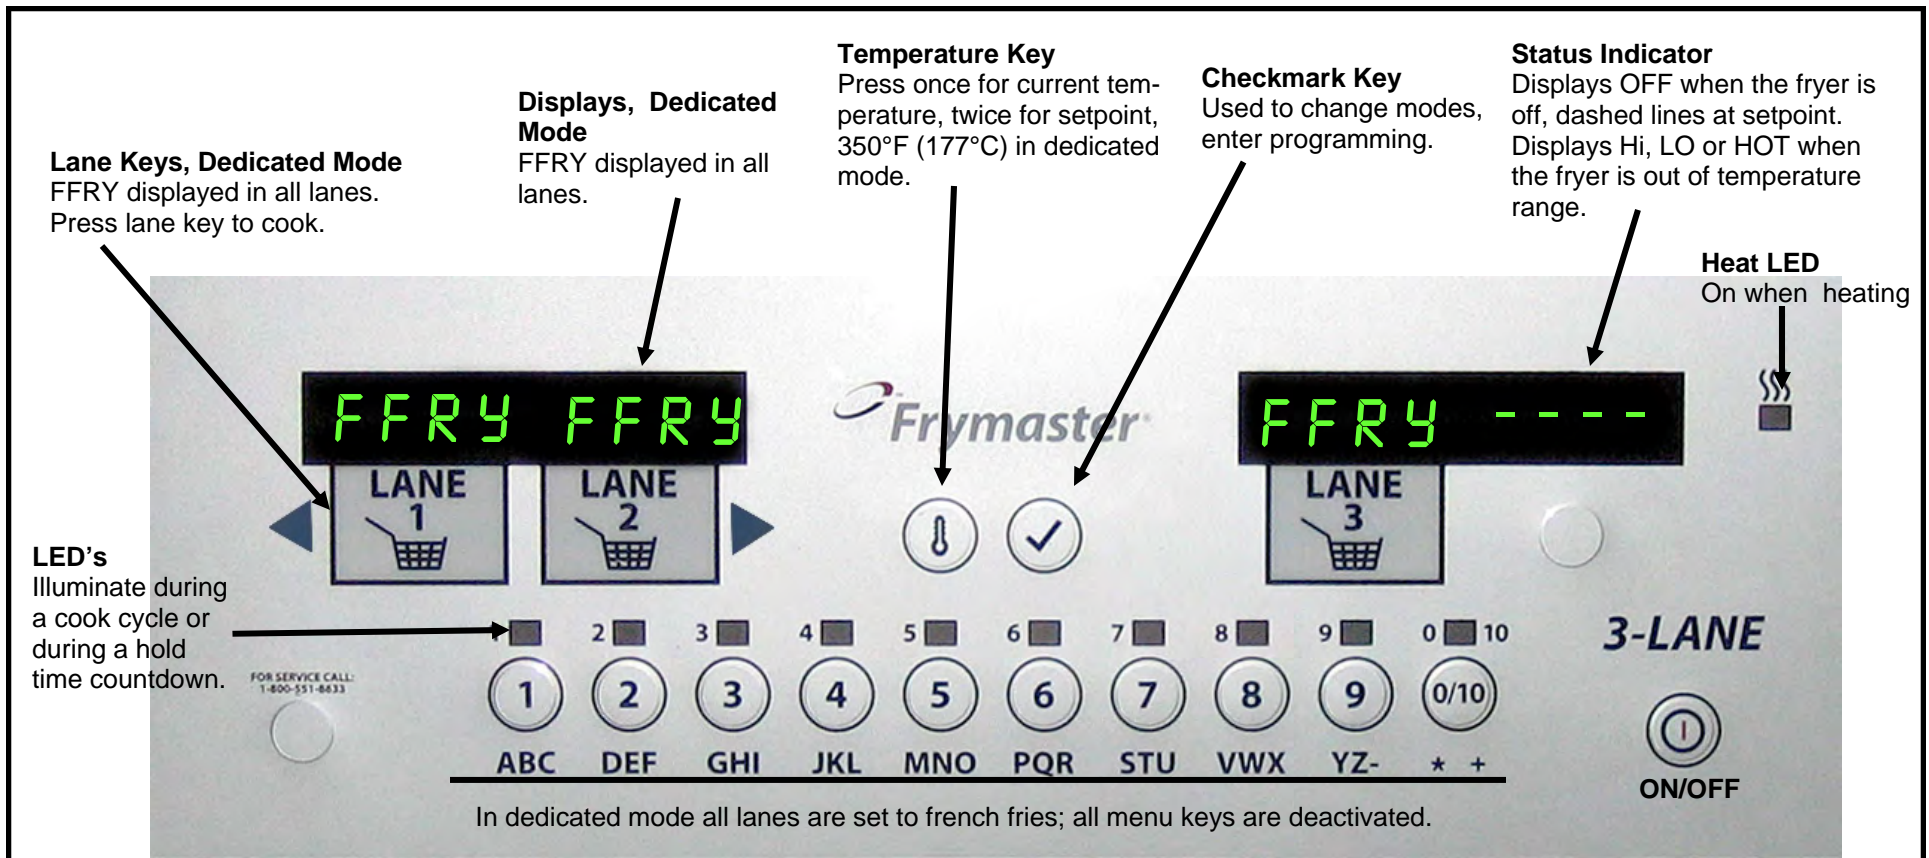 Lane Keys, Dedicated Mode
FFRY displayed in all lanes.
Press lane key to cook.
Displays, Dedicated
Mode
FFRY displayed in all
lanes.
Temperature Key
Press once for current tem-
perature, twice for setpoint,
350°F (177°C) in dedicated
mode.
Checkmark Key
Used to change modes,
enter programming.
Status Indicator
Displays OFF when the fryer is
off, dashed lines at setpoint.
Displays Hi, LO or HOT when
the fryer is out of temperature
range.
Heat LED
On when heating
FFRY FFRY
Frymaster
FFRY ----
LANE
1
LANE
2
LANE
3
LED's
Illuminate during
a cook cycle or
during a hold
time countdown.
1 2 3 4 5 6 7 8 9 0 10
3-LANE
FOR SERVICE CALL:
1-800-551-8633
1 2 3 4 5 6 7 8 9 0/10
ABC DEF GHI JKL MNO PQR STU VWX YZ- * +
ON/OFF
In dedicated mode all lanes are set to french fries; all menu keys are deactivated.